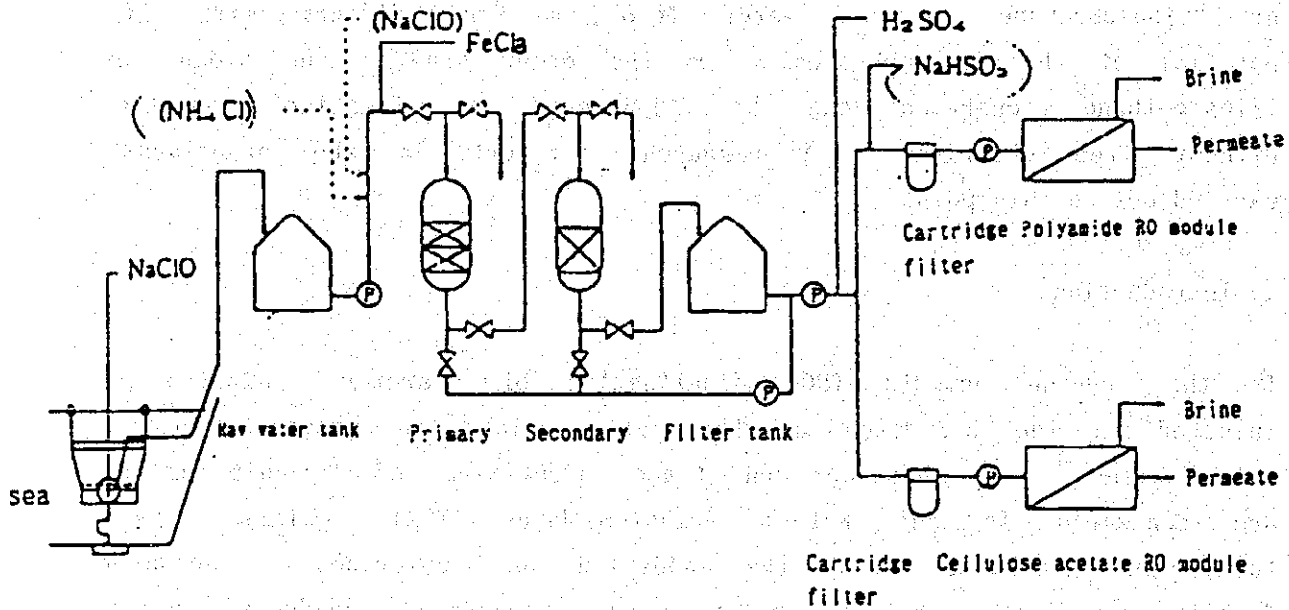 (NaClO)
FeCl3
H2SO4
(NaHSO3)
(NH4Cl)
NaClO
Brine
Permeate
P
P
P
P
Cartridge Polyamide RO module
filter
Raw water tank
Primary
Secondary
Filter tank
sea
P
Brine
Permeate
P
Cartridge Cellulose acetate RO module
filter